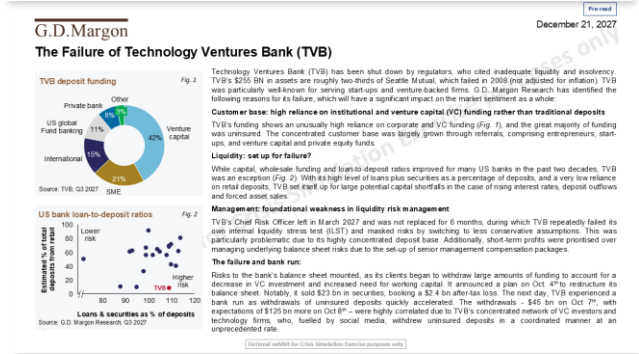 Pre-read
G.D.Margon
December 21, 2027
The Failure of Technology Ventures Bank (TVB)
TVB deposit funding
Fig. 1
Other
Private bank
3%
8%
US global
Fund banking
11%
42%
Venture
capital
International
15%
21%
SME
Source: TVB, Q3 2027
US bank loan-to-deposit ratios
Fig. 2
Estimated % of total
deposits from retail
100
80
60
40
20
0
Lower
risk
Higher
risk
TVB
80
90
100
110
120
Loans & securities as % of deposits
Source: G.D. Margon Research, Q3 2027
Technology Ventures Bank (TVB) has been shut down by regulators, who cited inadequate liquidity and insolvency.
TVB's $255 BN in assets are roughly two-thirds of Seattle Mutual, which failed in 2008 (not adjusted for inflation). TVB
was particularly well-known for serving start-ups and venture-backed firms. G.D. Margon Research has identified the
following reasons for its failure, which will have a significant impact on the market sentiment as a whole:
Customer base: high reliance on institutional and venture capital (VC) funding rather than traditional deposits
TVB's funding shows an unusually high reliance on corporate and VC funding (Fig. 1), and the great majority of funding
was uninsured. The concentrated customer base was largely grown through referrals, comprising entrepreneurs, start-
ups, and venture capital and private equity funds.
Liquidity: set up for failure?
While capital, wholesale funding and loan-to-deposit ratios improved for many US banks in the past two decades, TVB
was an exception (Fig. 2). With its high level of loans plus securities as a percentage of deposits, and a very low reliance
on retail deposits, TVB set itself up for large potential capital shortfalls in the case of rising interest rates, deposit outflows
and forced asset sales.
Management: foundational weakness in liquidity risk management
TVB's Chief Risk Officer left in March 2027 and was not replaced for 6 months, during which TVB repeatedly failed its
own internal liquidity stress test (ILST) and masked risks by switching to less conservative assumptions. This was
particularly problematic due to its highly concentrated deposit base. Additionally, short-term profits were prioritised over
managing underlying balance sheet risks due to the set-up of senior management compensation packages.
The failure and bank run:
Risks to the bank's balance sheet mounted, as its clients began to withdraw large amounts of funding to account for a
decrease in VC investment and increased need for working capital. It announced a plan on Oct. 4th to restructure its
balance sheet. Notably, it sold $23 bn in securities, booking a $2.4 bn after-tax loss. The next day, TVB experienced a
bank run as withdrawals of uninsured deposits quickly accelerated. The withdrawals - $45 bn on Oct 7th, with
expectations of $125 bn more on Oct 8th – were highly correlated due to TVB's concentrated network of VC investors and
technology firms, who, fuelled by social media, withdrew uninsured deposits in a coordinated manner at an
unprecedented rate.
Fictional exhibit for Crisis Simulation Exercise purposes only